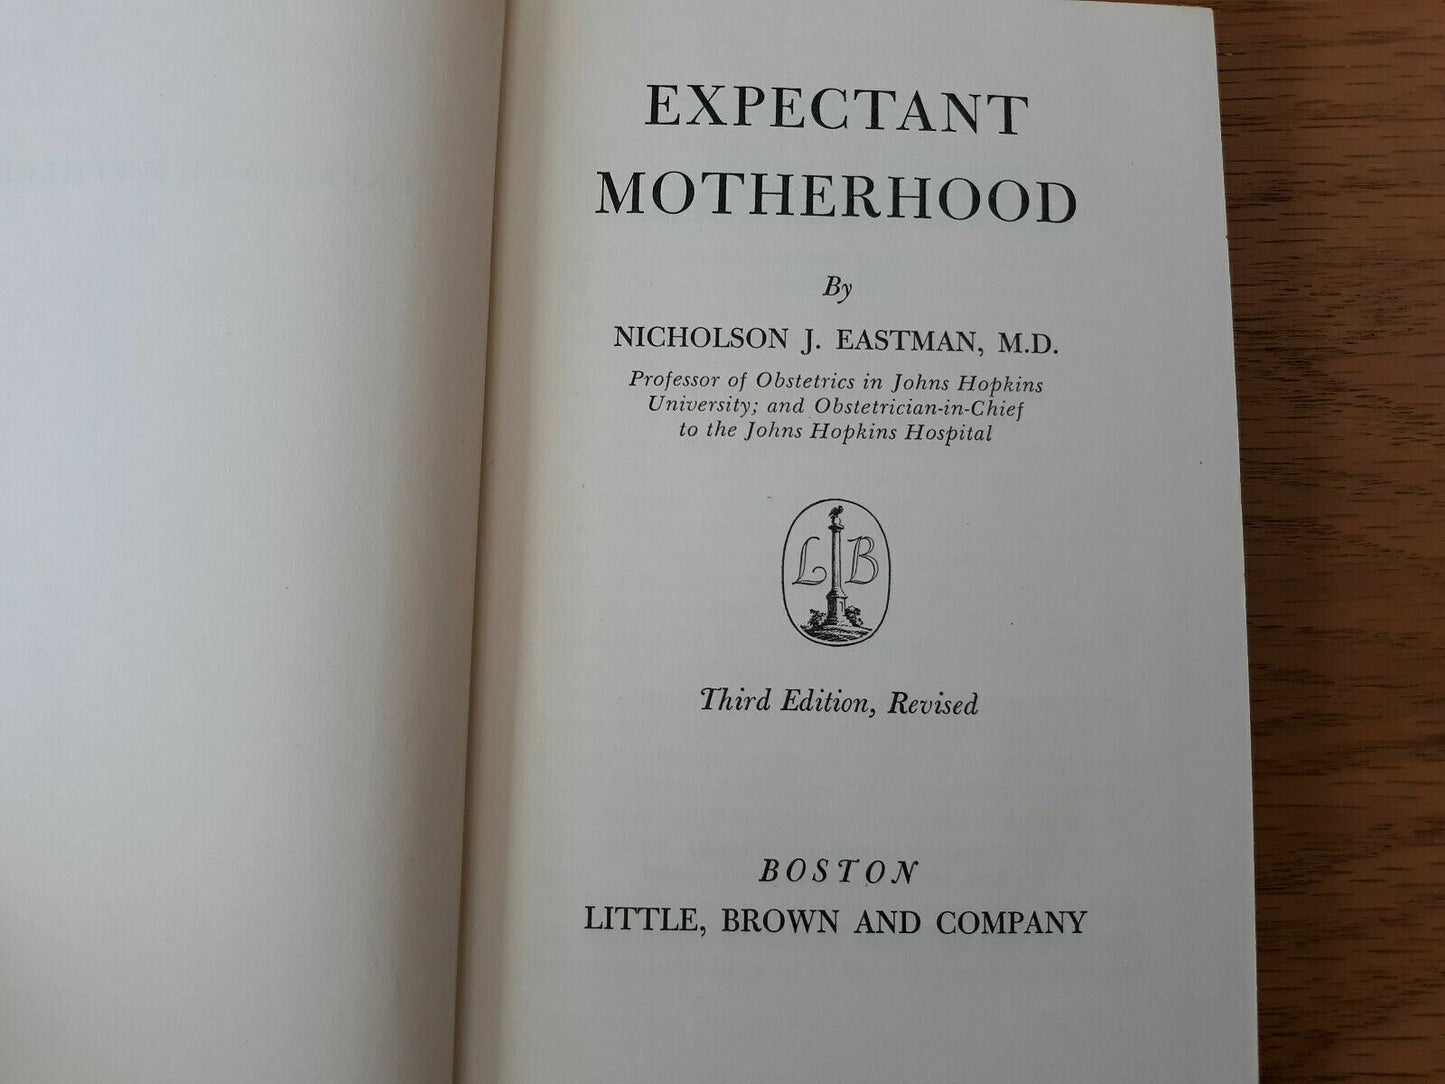 EXPECTANT
MOTHERHOOD
By
NICHOLSON J. EASTMAN, M.D.
Professor of Obstetrics in Johns Hopkins
University; and Obstetrician-in-Chief
to the Johns Hopkins Hospital
L B
Third Edition, Revised
BOSTON
LITTLE, BROWN AND COMPANY